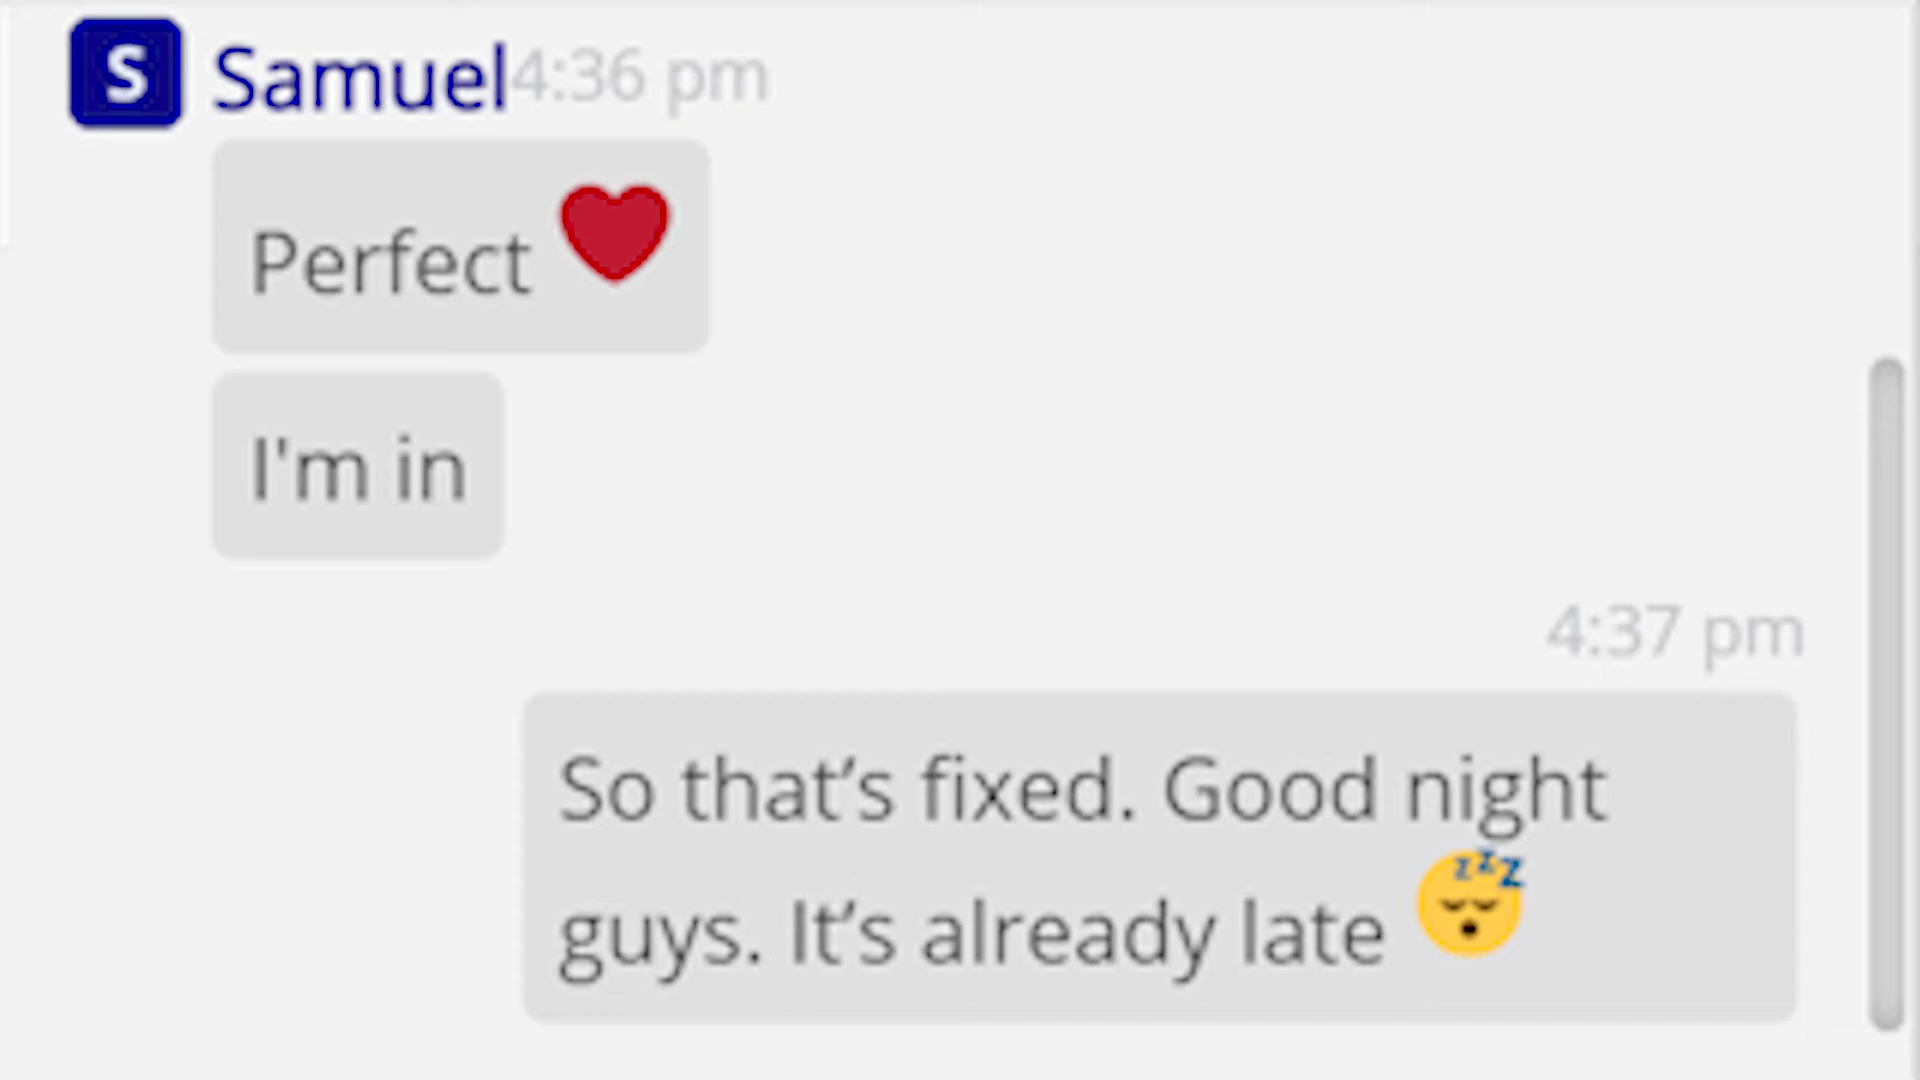 S Samuel 4:36 pm
Perfect ❤️
I'm in
4:37 pm
So that’s fixed. Good night
guys. It’s already late 😴